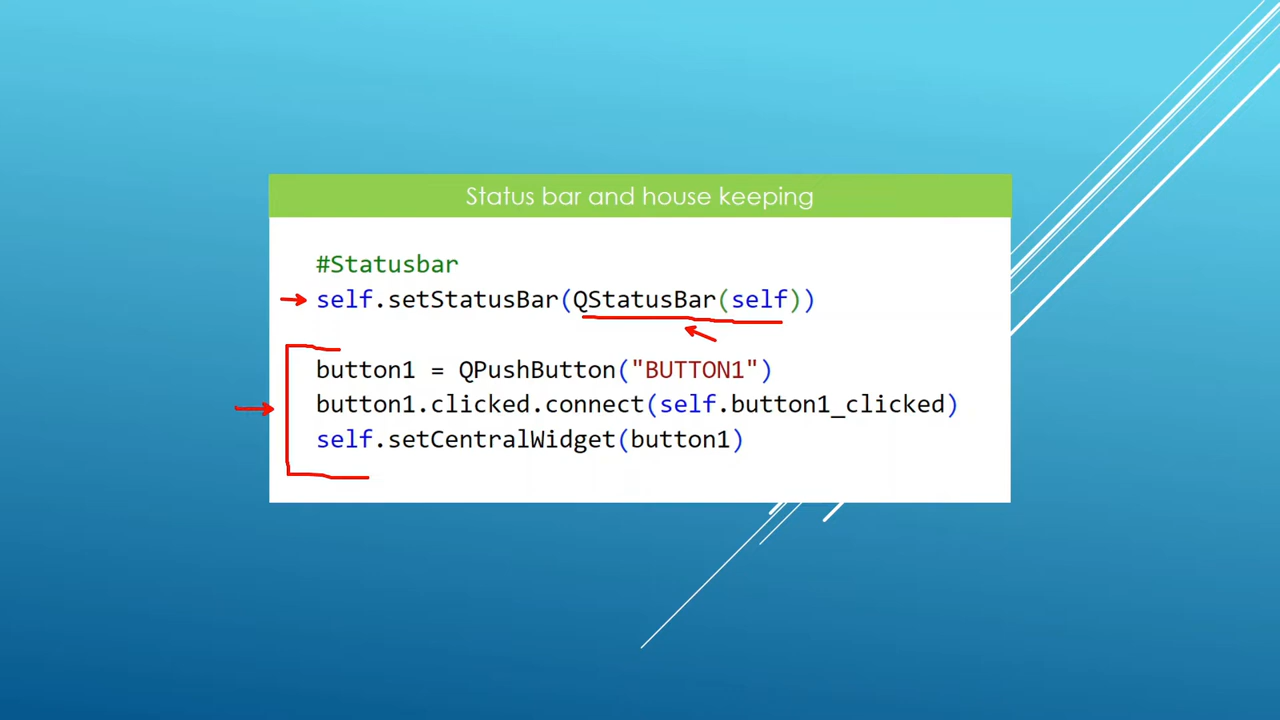 Status bar and house keeping
#Statusbar
self.setStatusBar(QStatusBar(self))
button1 = QPushButton("BUTTON1")
button1.clicked.connect(self.button1_clicked)
self.setCentralWidget(button1)